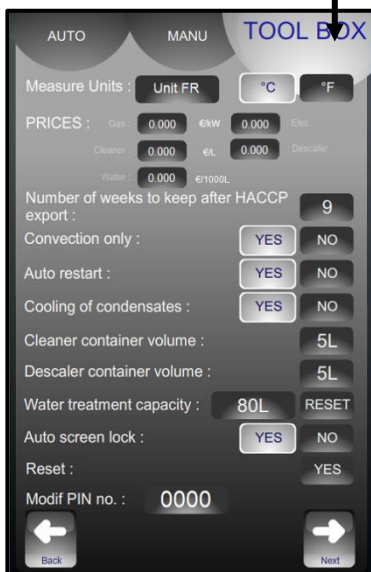 AUTO MANU TOOL BOX
Measure Units : Unit FR °C °F
PRICES : Gas : 0.000 €/kW 0.000 Elec
Cleaner : 0.000 €/L 0.000 : Descaler
Water : 0.000 €/1000L
Number of weeks to keep after HACCP
export : 9
Convection only : YES NO
Auto restart : YES NO
Cooling of condensates : YES NO
Cleaner container volume : 5L
Descaler container volume : 5L
Water treatment capacity : 80L RESET
Auto screen lock : YES NO
Reset : YES
Modif PIN no. : 0000
Back Next